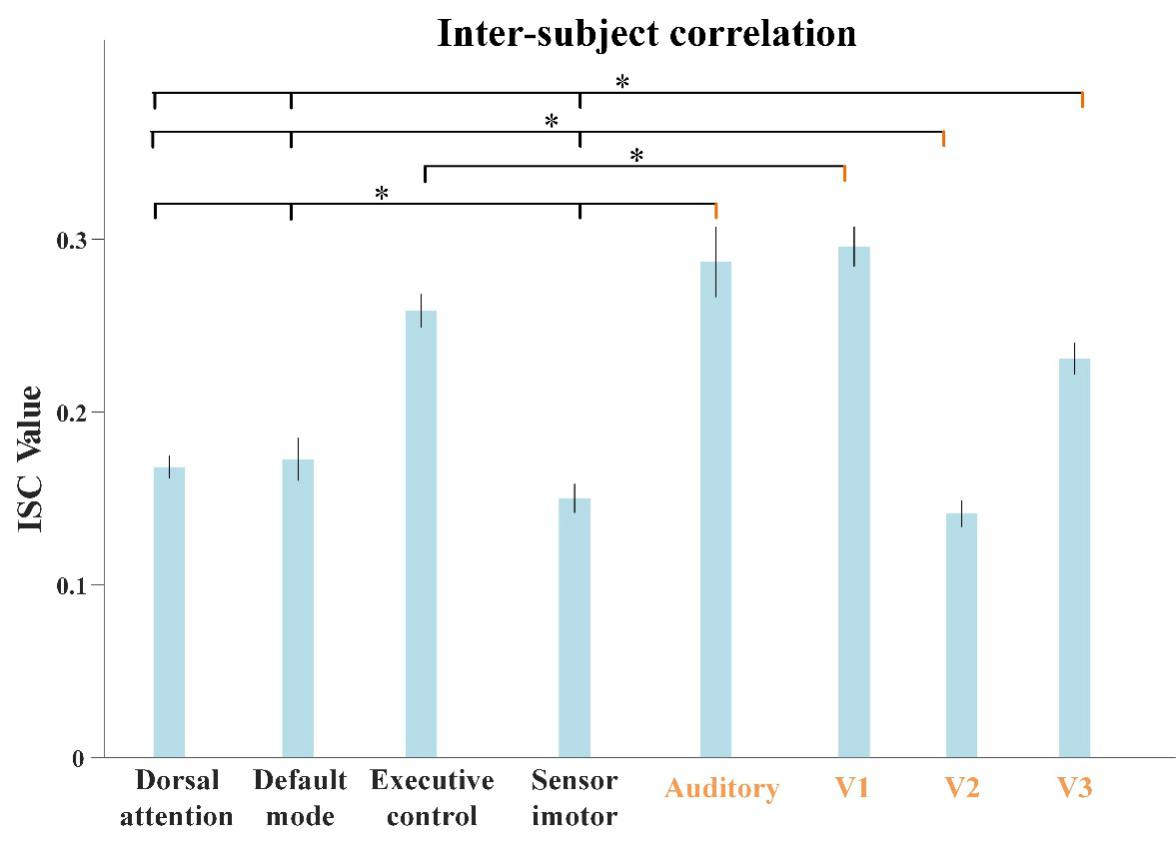 Inter-subject correlation
*
*
*
*
0.3
0.2
0.1
0
ISC Value
Dorsal
attention
Default
mode
Executive
control
Sensor
imotor
Auditory
V1
V2
V3